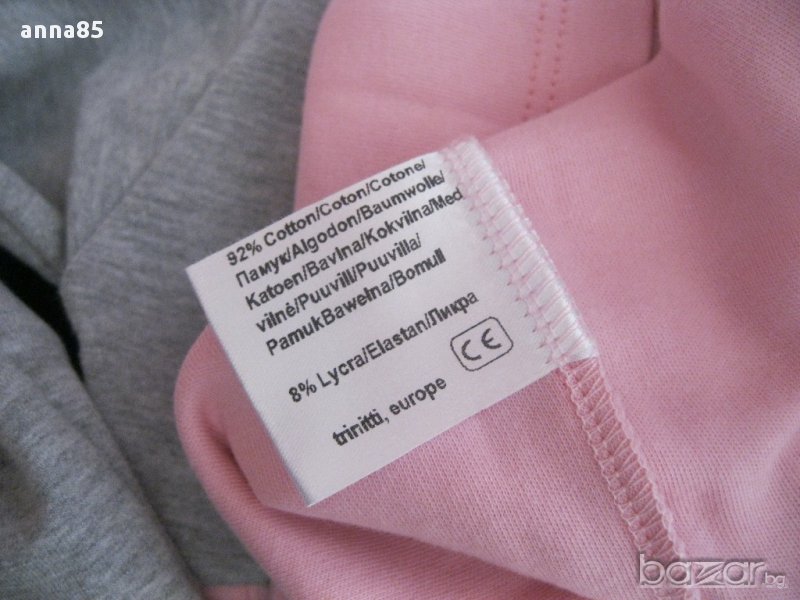 anna85
92% Cotton/Coton/Cotone/
Памук/Algodon/Baumwolle/
Katoen/Bavlna/Kokvilna/Med
vilné/Puuvill/Puuvilla/
PamukBawełna/Bomull
8% Lycra/Elastan/Ликра
CE
trinitti, europe
bazar.bg